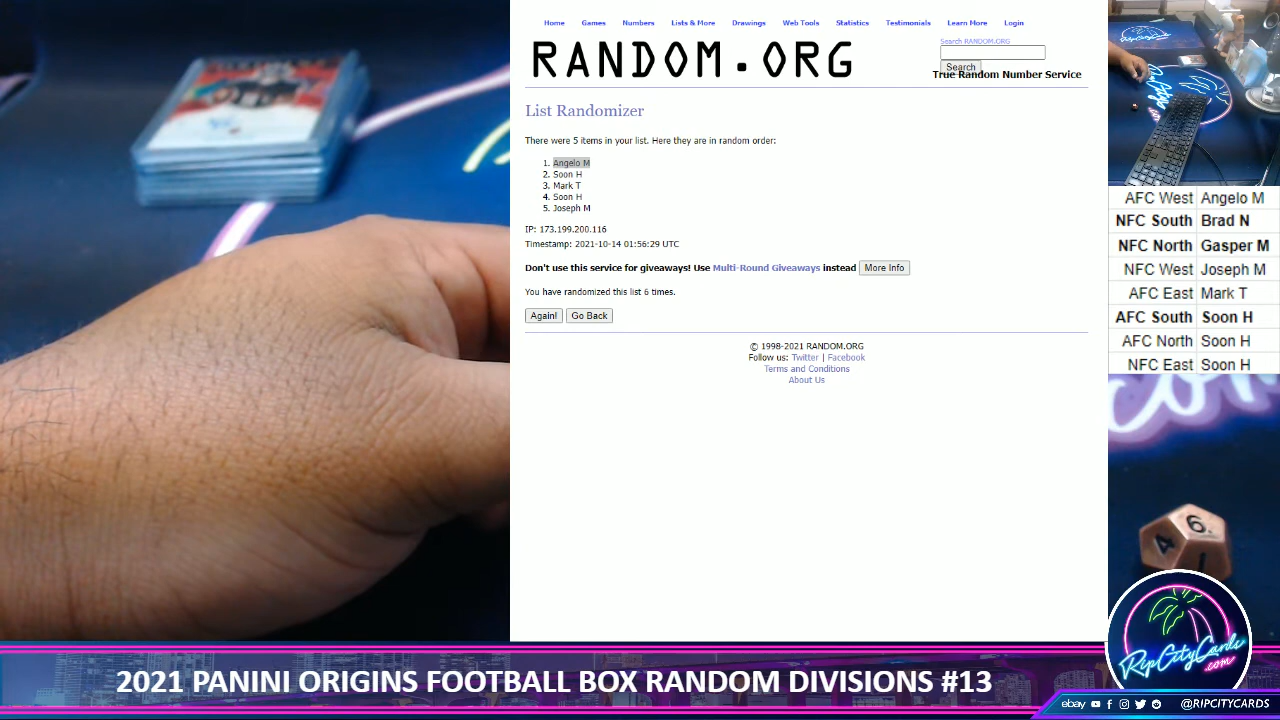 Home Games Numbers Lists & More Drawings Web Tools Statistics Testimonials Learn More Login
RANDOM.ORG
Search RANDOM.ORG
Search
True Random Number Service
List Randomizer
There were 5 items in your list. Here they are in random order:
1. Angelo M
2. Soon H
3. Mark T
4. Soon H
5. Joseph M
IP: 173.199.200.116
Timestamp: 2021-10-14 01:56:29 UTC
Don't use this service for giveaways! Use Multi-Round Giveaways instead More Info
You have randomized this list 6 times.
Again! Go Back
© 1998-2021 RANDOM.ORG
Follow us: Twitter | Facebook
Terms and Conditions
About Us
AFC West Angelo M
NFC South Brad N
NFC North Gasper M
NFC West Joseph M
AFC East Mark T
AFC South Soon H
AFC North Soon H
NFC East Soon H
4 6. 1
RipCityCards
.com
2021 PANINI ORIGINS FOOTBALL BOX RANDOM DIVISIONS #13
ebay @RIPCITYCARDS